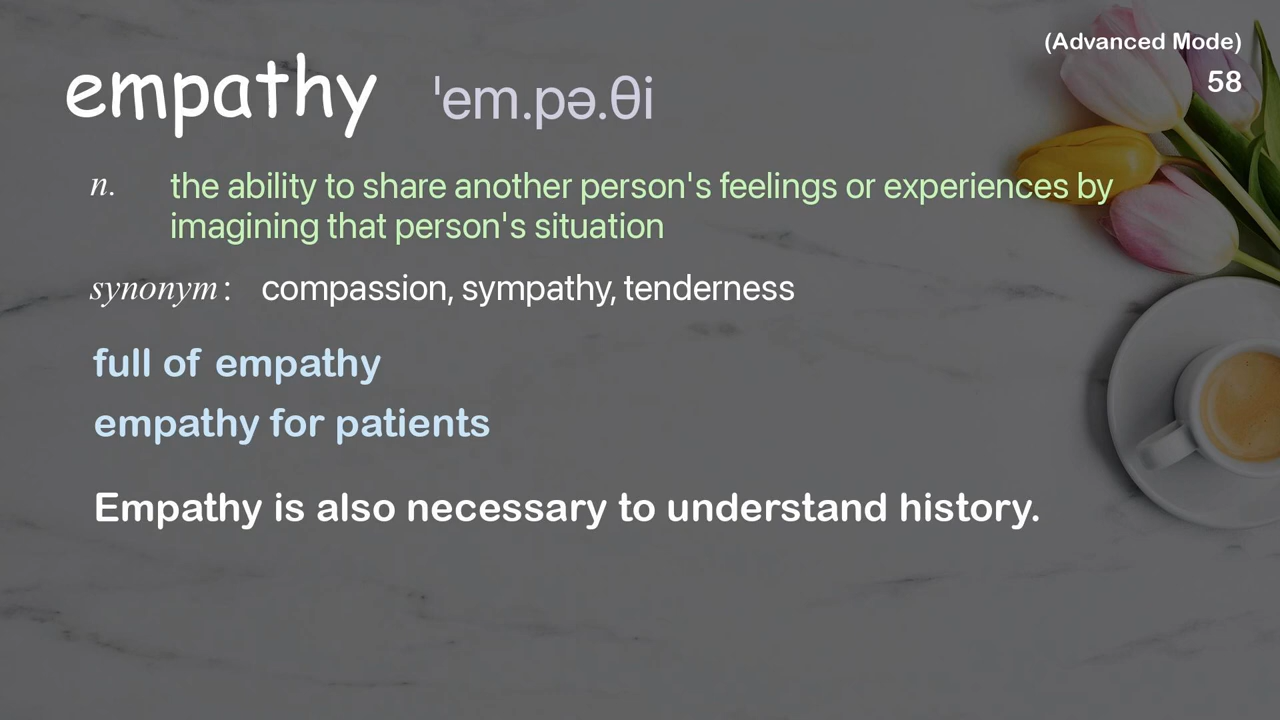 (Advanced Mode)
58
empathy ˈem.pə.θi
n. the ability to share another person's feelings or experiences by
imagining that person's situation
synonym: compassion, sympathy, tenderness
full of empathy
empathy for patients
Empathy is also necessary to understand history.